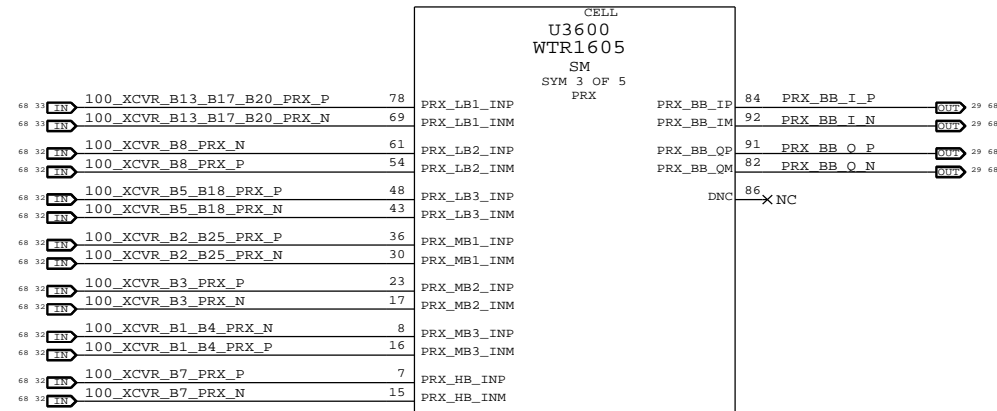 CELL
U3600
WTR1605
SM
SYM 3 OF 5
PRX
68 33 IN 100_XCVR_B13_B17_B20_PRX_P 78 PRX_LB1_INP
68 33 IN 100_XCVR_B13_B17_B20_PRX_N 69 PRX_LB1_INM
68 32 IN 100_XCVR_B8_PRX_N 61 PRX_LB2_INP
68 32 IN 100_XCVR_B8_PRX_P 54 PRX_LB2_INM
68 32 IN 100_XCVR_B5_B18_PRX_P 48 PRX_LB3_INP
68 32 IN 100_XCVR_B5_B18_PRX_N 43 PRX_LB3_INM
68 32 IN 100_XCVR_B2_B25_PRX_P 36 PRX_MB1_INP
68 32 IN 100_XCVR_B2_B25_PRX_N 30 PRX_MB1_INM
68 32 IN 100_XCVR_B3_PRX_P 23 PRX_MB2_INP
68 32 IN 100_XCVR_B3_PRX_N 17 PRX_MB2_INM
68 32 IN 100_XCVR_B1_B4_PRX_N 8 PRX_MB3_INP
68 32 IN 100_XCVR_B1_B4_PRX_P 16 PRX_MB3_INM
68 32 IN 100_XCVR_B7_PRX_P 7 PRX_HB_INP
68 32 IN 100_XCVR_B7_PRX_N 15 PRX_HB_INM
PRX_BB_IP 84 PRX_BB_I_P OUT 29 68
PRX_BB_IM 92 PRX_BB_I_N OUT 29 68
PRX_BB_QP 91 PRX_BB_Q_P OUT 29 68
PRX_BB_QM 82 PRX_BB_Q_N OUT 29 68
DNC 86 NC